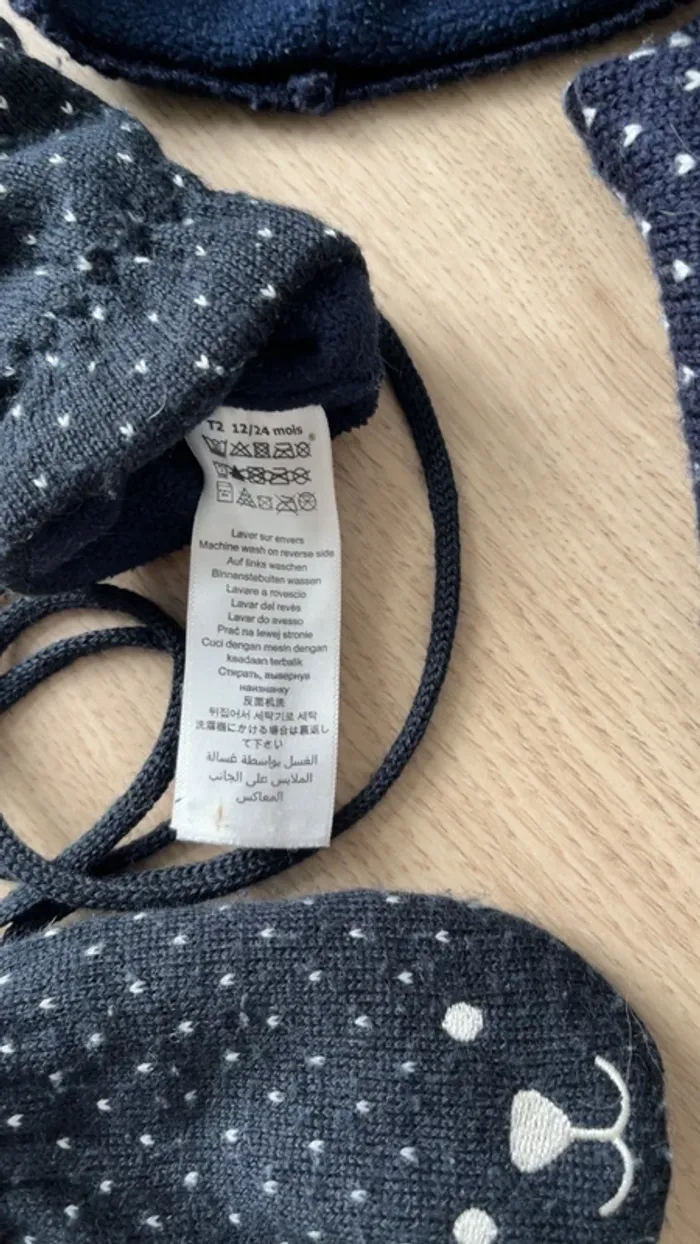 T2 12/24 mois
Laver sur envers
Machine wash on reverse side
Auf links waschen
Binnenstebuiten wassen
Lavare a rovescio
Lavar del revés
Lavar do avesso
Prać na lewej stronie
Cuci dengan mesin dengan
keadaan terbalik
Стирать, вывернув
наизнанку
反面机洗
뒤집어서 세탁기로 세탁
洗濯機にかける場合は裏返し
て下さい
الغسل بواسطة غسالة
الملابس على الجانب
المعاكس